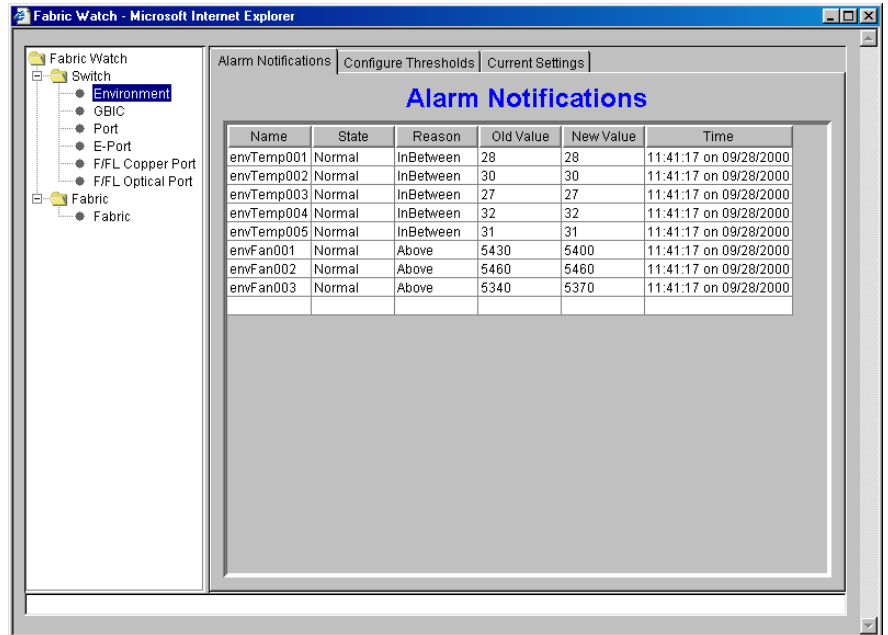 Fabric Watch - Microsoft Internet Explorer
Fabric Watch
Switch
Environment
GBIC
Port
E-Port
F/FL Copper Port
F/FL Optical Port
Fabric
Fabric
Alarm Notifications Configure Thresholds Current Settings
Alarm Notifications
Name State Reason Old Value New Value Time
envTemp001 Normal InBetween 28 28 11:41:17 on 09/28/2000
envTemp002 Normal InBetween 30 30 11:41:17 on 09/28/2000
envTemp003 Normal InBetween 27 27 11:41:17 on 09/28/2000
envTemp004 Normal InBetween 32 32 11:41:17 on 09/28/2000
envTemp005 Normal InBetween 31 31 11:41:17 on 09/28/2000
envFan001 Normal Above 5430 5400 11:41:17 on 09/28/2000
envFan002 Normal Above 5460 5460 11:41:17 on 09/28/2000
envFan003 Normal Above 5340 5370 11:41:17 on 09/28/2000